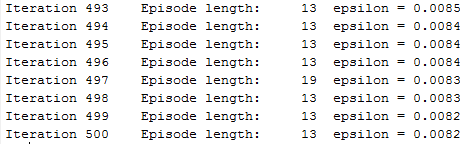 Iteration 493    Episode length:     13  epsilon = 0.0085
Iteration 494    Episode length:     13  epsilon = 0.0084
Iteration 495    Episode length:     13  epsilon = 0.0084
Iteration 496    Episode length:     13  epsilon = 0.0084
Iteration 497    Episode length:     19  epsilon = 0.0083
Iteration 498    Episode length:     13  epsilon = 0.0083
Iteration 499    Episode length:     13  epsilon = 0.0082
Iteration 500    Episode length:     13  epsilon = 0.0082